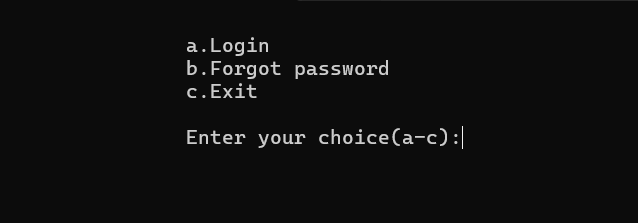 a.Login
b.Forgot password
c.Exit
Enter your choice(a-c):